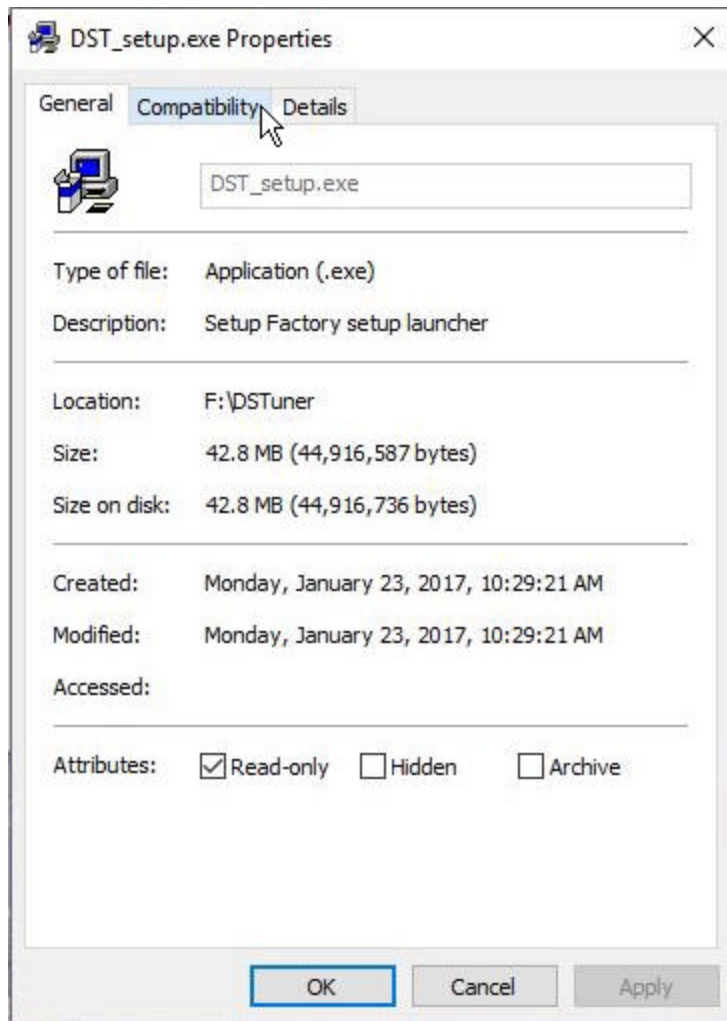 DST_setup.exe Properties
General Compatibility Details
DST_setup.exe
Type of file: Application (.exe)
Description: Setup Factory setup launcher
Location: F:\DSTuner
Size: 42.8 MB (44,916,587 bytes)
Size on disk: 42.8 MB (44,916,736 bytes)
Created: Monday, January 23, 2017, 10:29:21 AM
Modified: Monday, January 23, 2017, 10:29:21 AM
Accessed:
Attributes: Read-only Hidden Archive
OK Cancel Apply